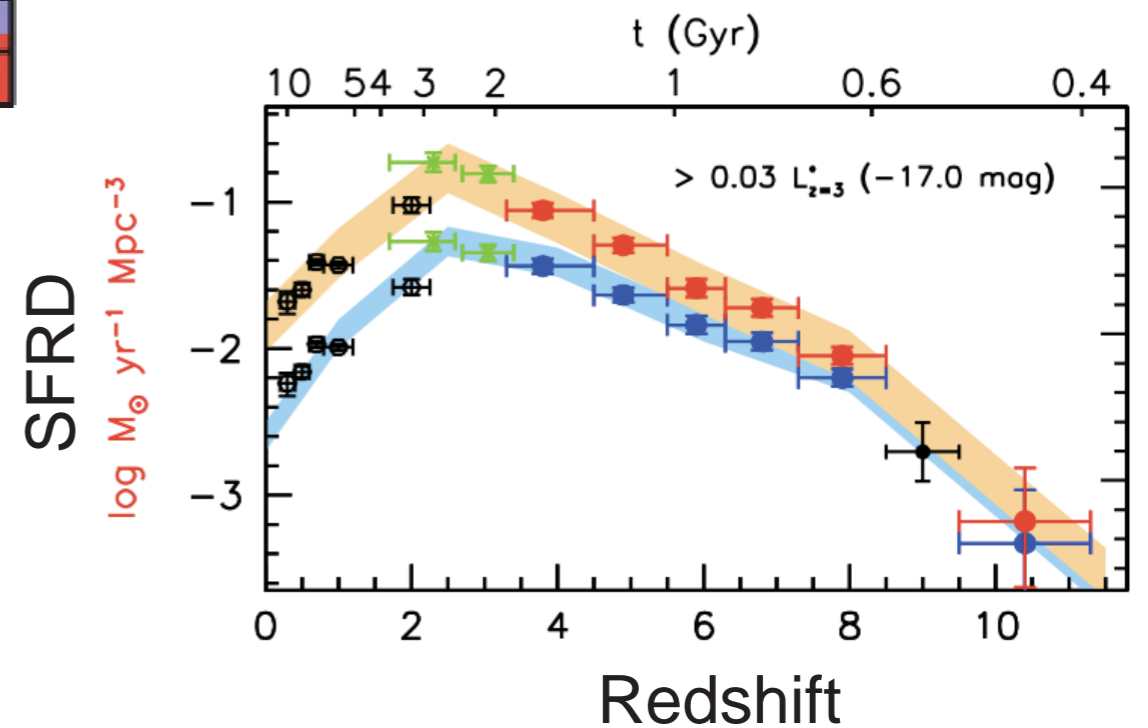 t (Gyr)
10 5 4 3 2 1 0.6 0.4
> 0.03 L*z=3 (−17.0 mag)
−1
−2
−3
SFRD
log M⊙ yr⁻¹ Mpc⁻³
0 2 4 6 8 10
Redshift